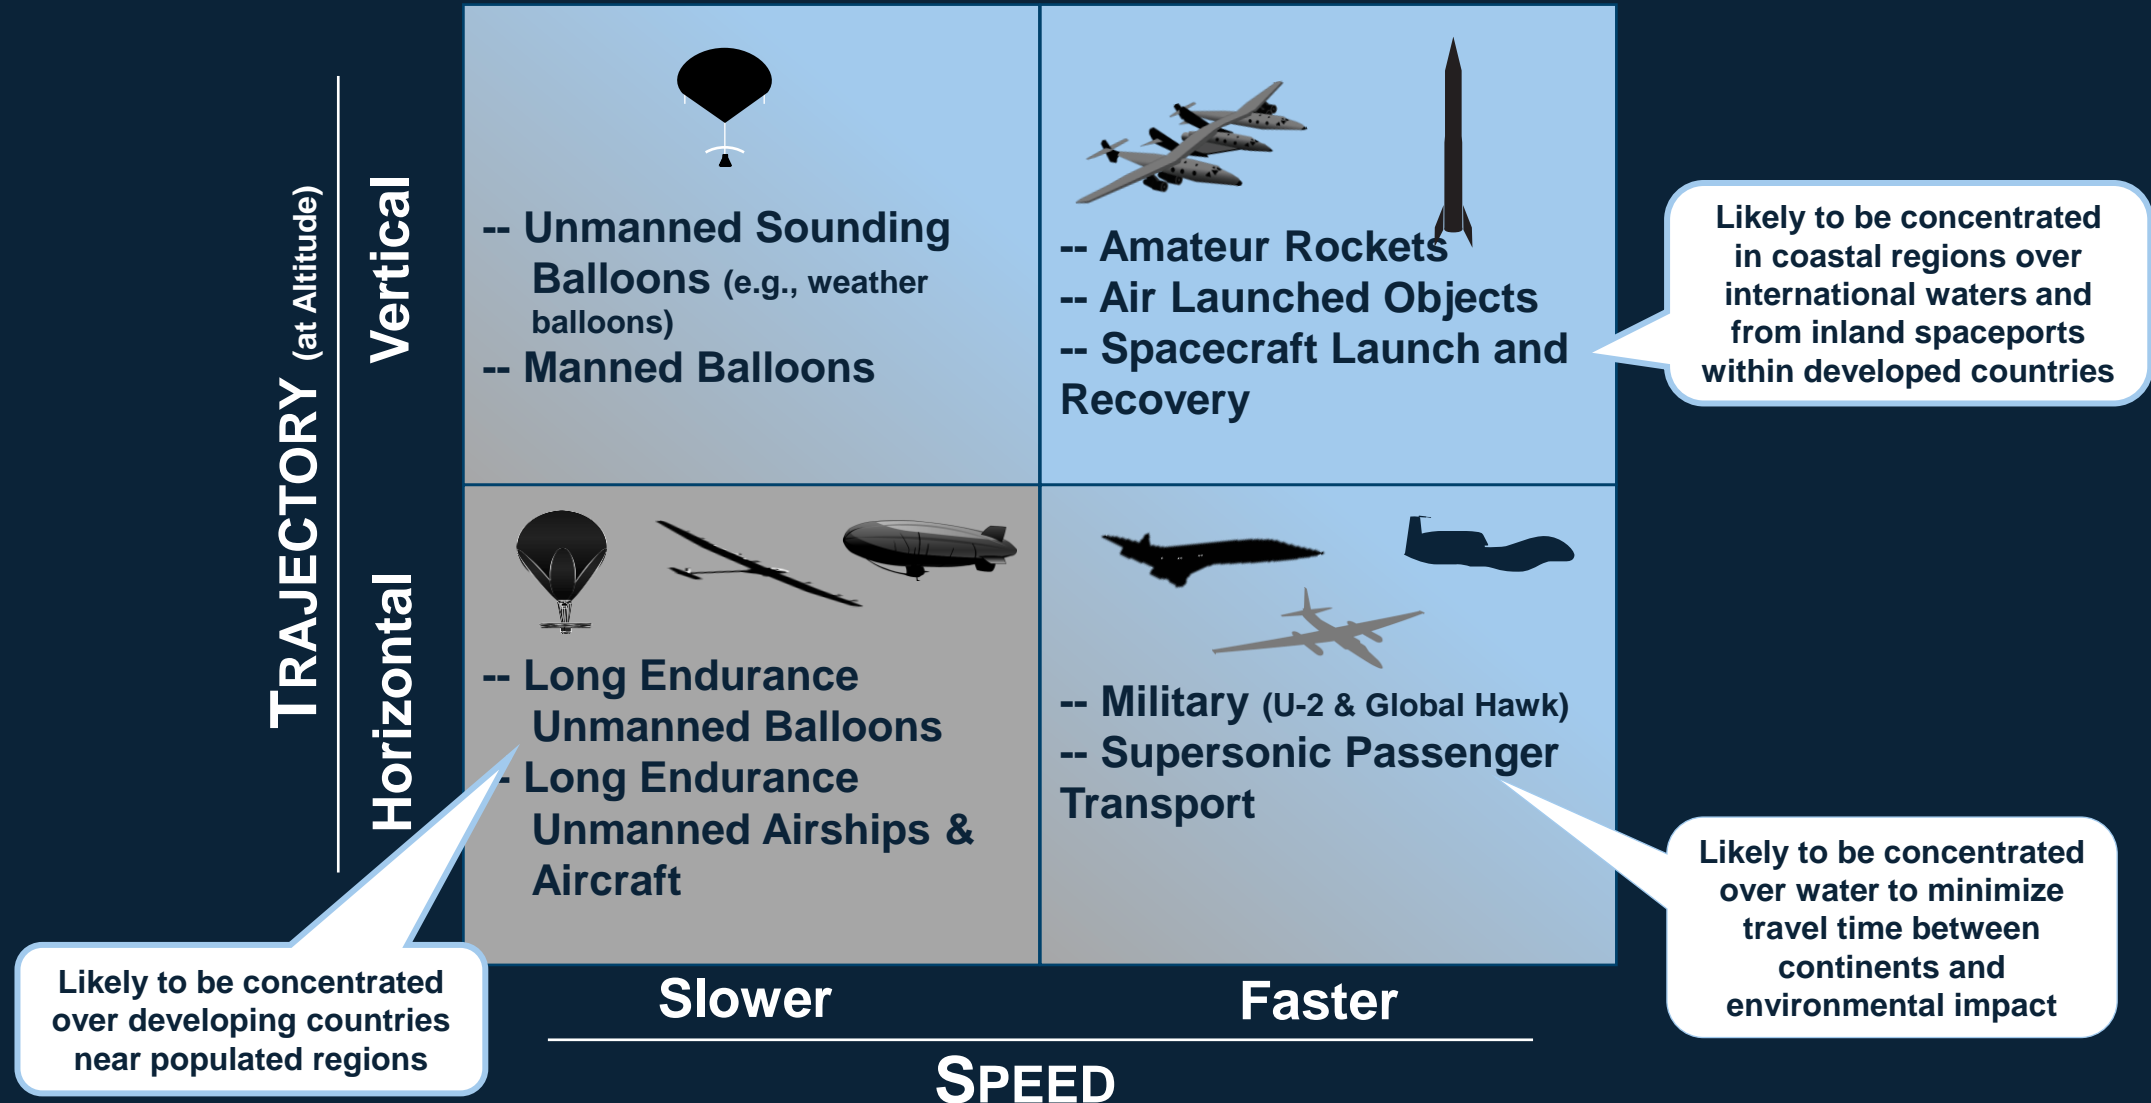 TRAJECTORY (at Altitude)
Vertical
Horizontal
-- Unmanned Sounding
Balloons (e.g., weather
balloons)
-- Manned Balloons
-- Amateur Rockets
-- Air Launched Objects
-- Spacecraft Launch and
Recovery
Likely to be concentrated
in coastal regions over
international waters and
from inland spaceports
within developed countries
-- Long Endurance
Unmanned Balloons
-- Long Endurance
Unmanned Airships &
Aircraft
-- Military (U-2 & Global Hawk)
-- Supersonic Passenger
Transport
Likely to be concentrated
over developing countries
near populated regions
Likely to be concentrated
over water to minimize
travel time between
continents and
environmental impact
Slower
Faster
SPEED